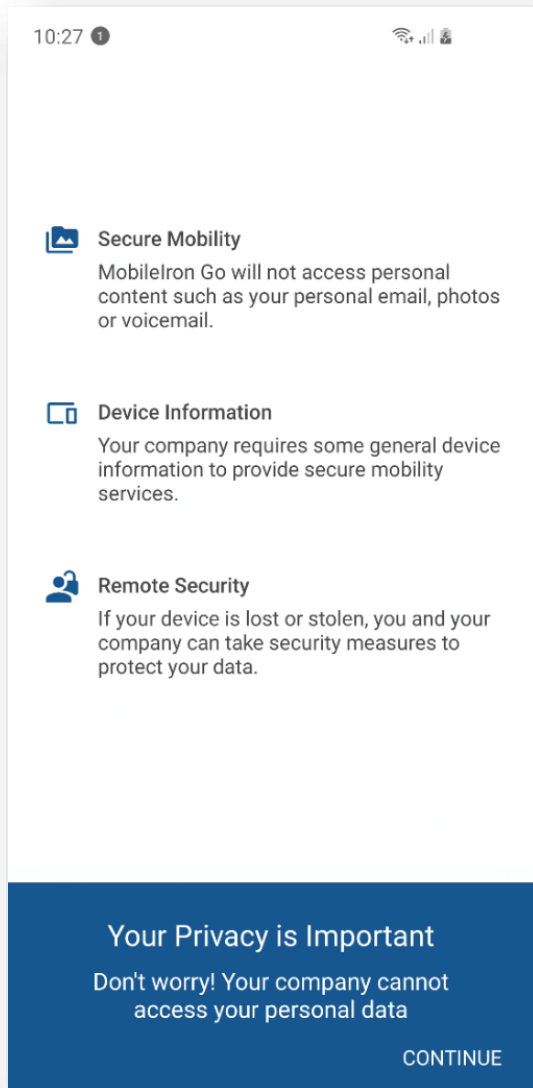 10:27 1
Secure Mobility
MobileIron Go will not access personal
content such as your personal email, photos
or voicemail.
Device Information
Your company requires some general device
information to provide secure mobility
services.
Remote Security
If your device is lost or stolen, you and your
company can take security measures to
protect your data.
Your Privacy is Important
Don't worry! Your company cannot
access your personal data
CONTINUE